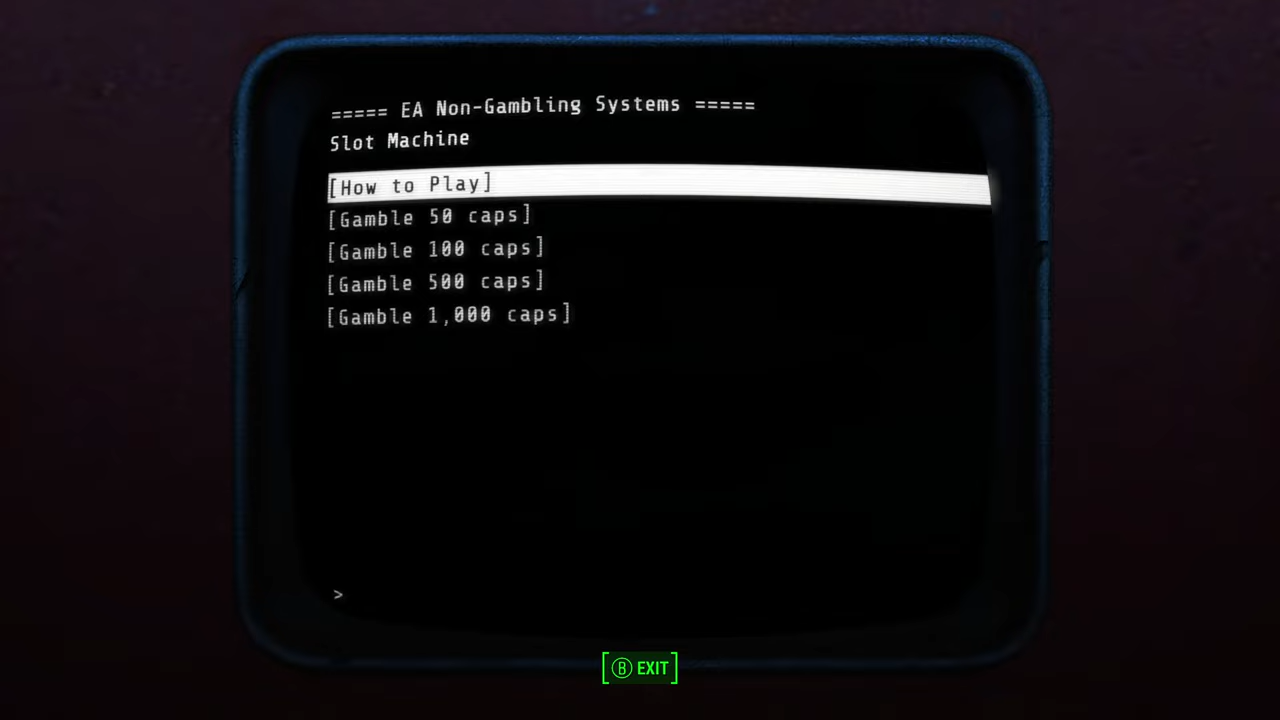 ===== EA Non-Gambling Systems =====
Slot Machine
[How to Play]
[Gamble 50 caps]
[Gamble 100 caps]
[Gamble 500 caps]
[Gamble 1,000 caps]
>
[Ⓑ EXIT]